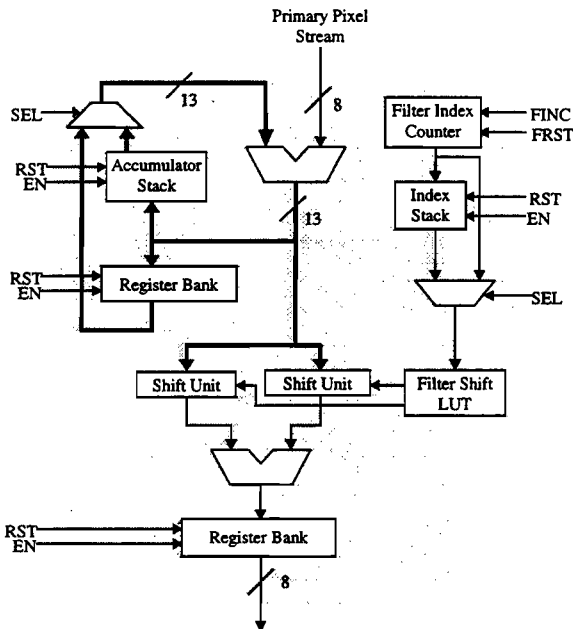 Primary Pixel
Stream
13
8
SEL
Filter Index
Counter
FINC
FRST
RST
EN
Accumulator
Stack
13
Index
Stack
RST
EN
RST
EN
Register Bank
SEL
Shift Unit
Shift Unit
Filter Shift
LUT
RST
EN
Register Bank
8